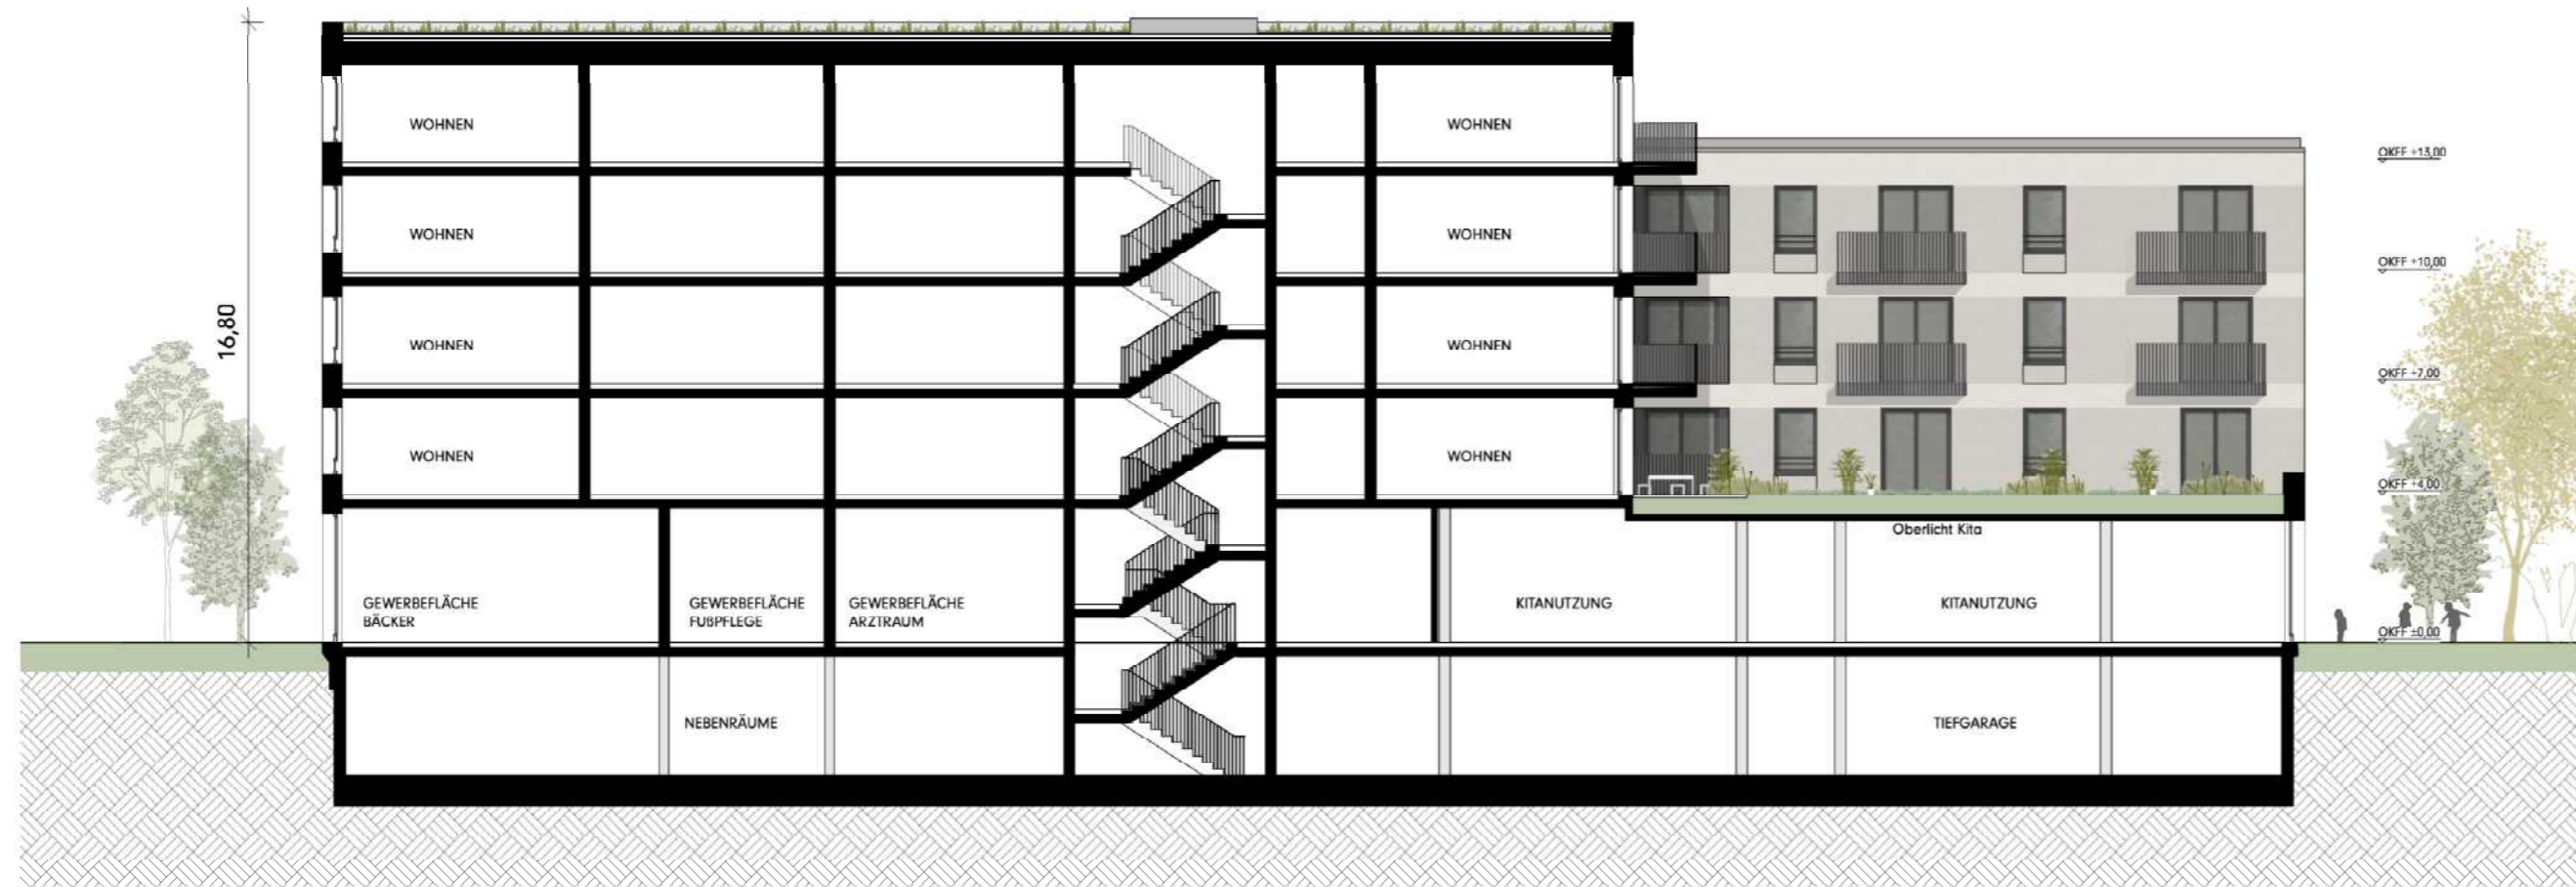 WOHNEN
WOHNEN
OKFF +13,00
WOHNEN
WOHNEN
OKFF +10,00
16,80
WOHNEN
WOHNEN
OKFF +7,00
WOHNEN
WOHNEN
OKFF +4,00
Oberlicht Kita
GEWERBEFLÄCHE
BÄCKER
GEWERBEFLÄCHE
FUßPFLEGE
GEWERBEFLÄCHE
ARZTRAUM
KITANUTZUNG
KITANUTZUNG
OKFF ±0,00
NEBENRÄUME
TIEFGARAGE